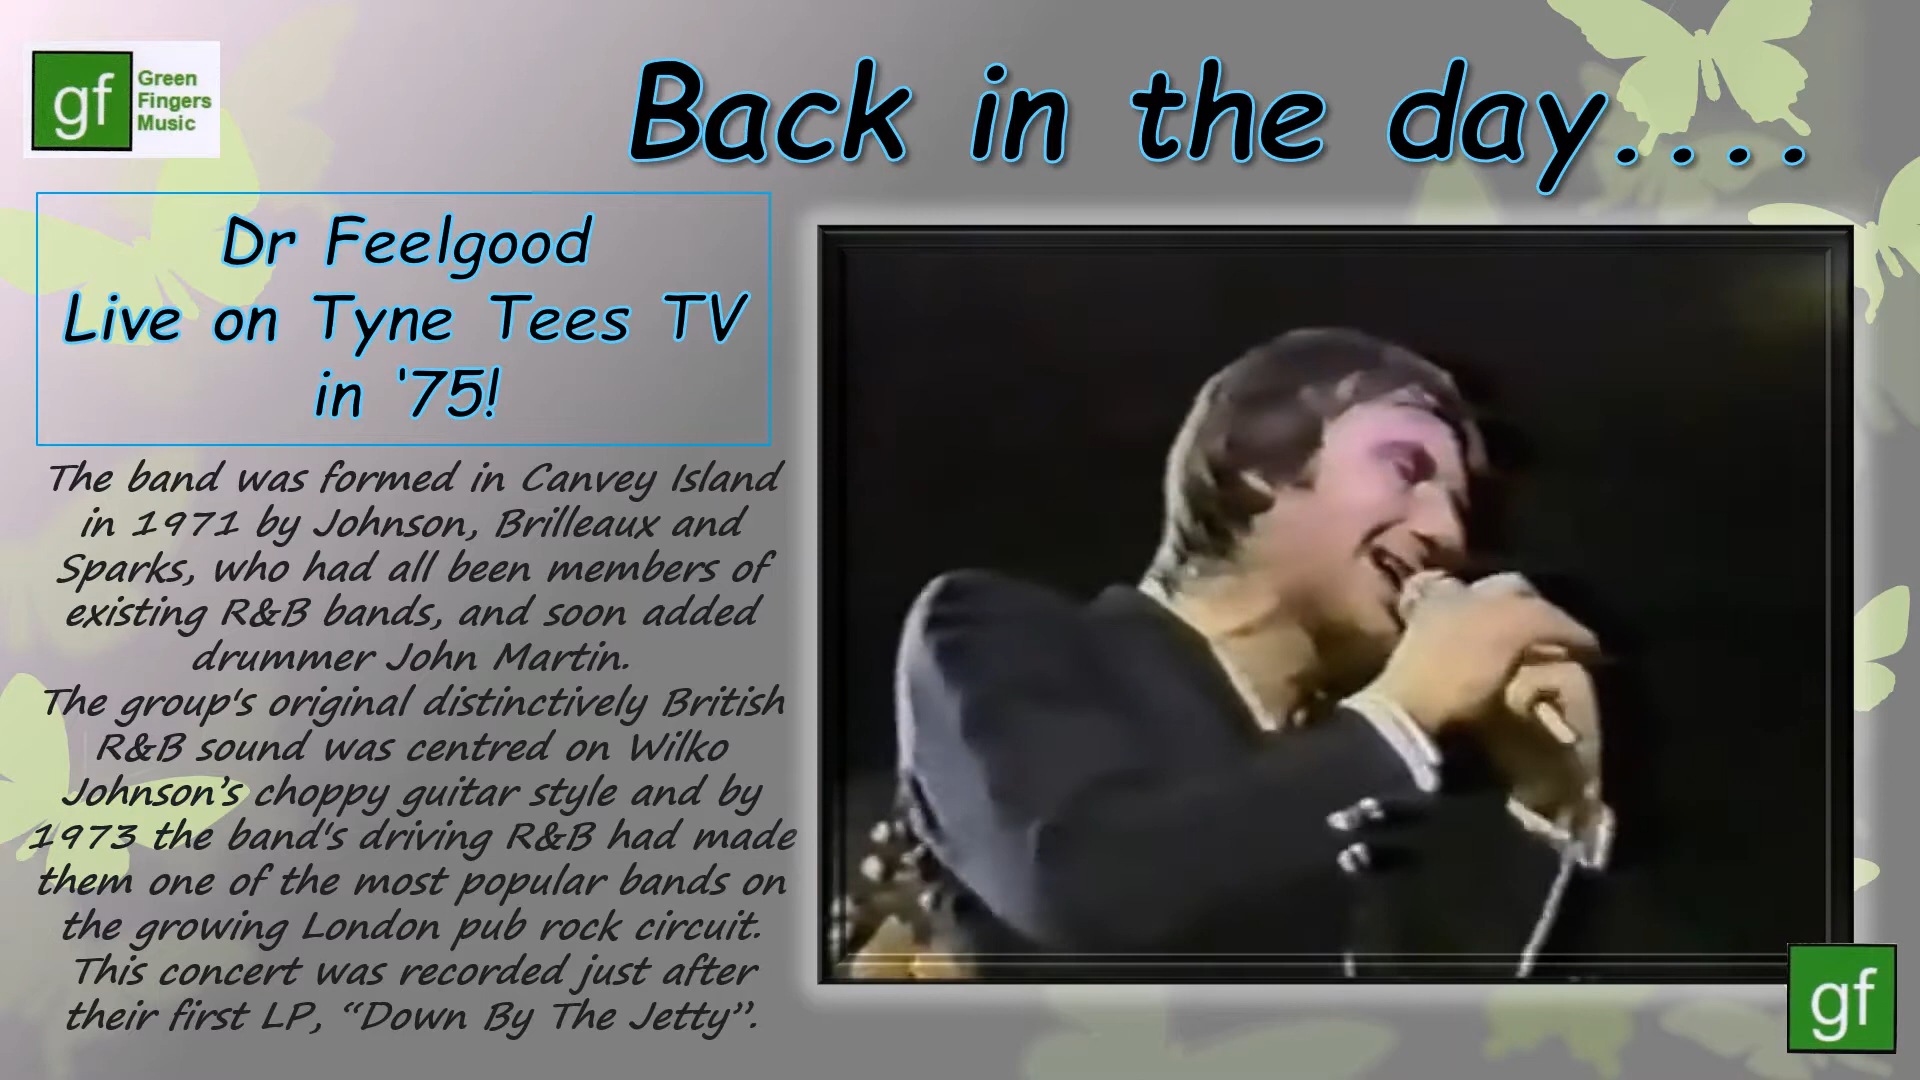 gf
Green
Fingers
Music
Back in the day....
Dr Feelgood
Live on Tyne Tees TV
in '75!
The band was formed in Canvey Island
in 1971 by Johnson, Brilleaux and
Sparks, who had all been members of
existing R&B bands, and soon added
drummer John Martin.
The group's original distinctively British
R&B sound was centred on Wilko
Johnson’s choppy guitar style and by
1973 the band's driving R&B had made
them one of the most popular bands on
the growing London pub rock circuit.
This concert was recorded just after
their first LP, “Down By The Jetty”.
gf